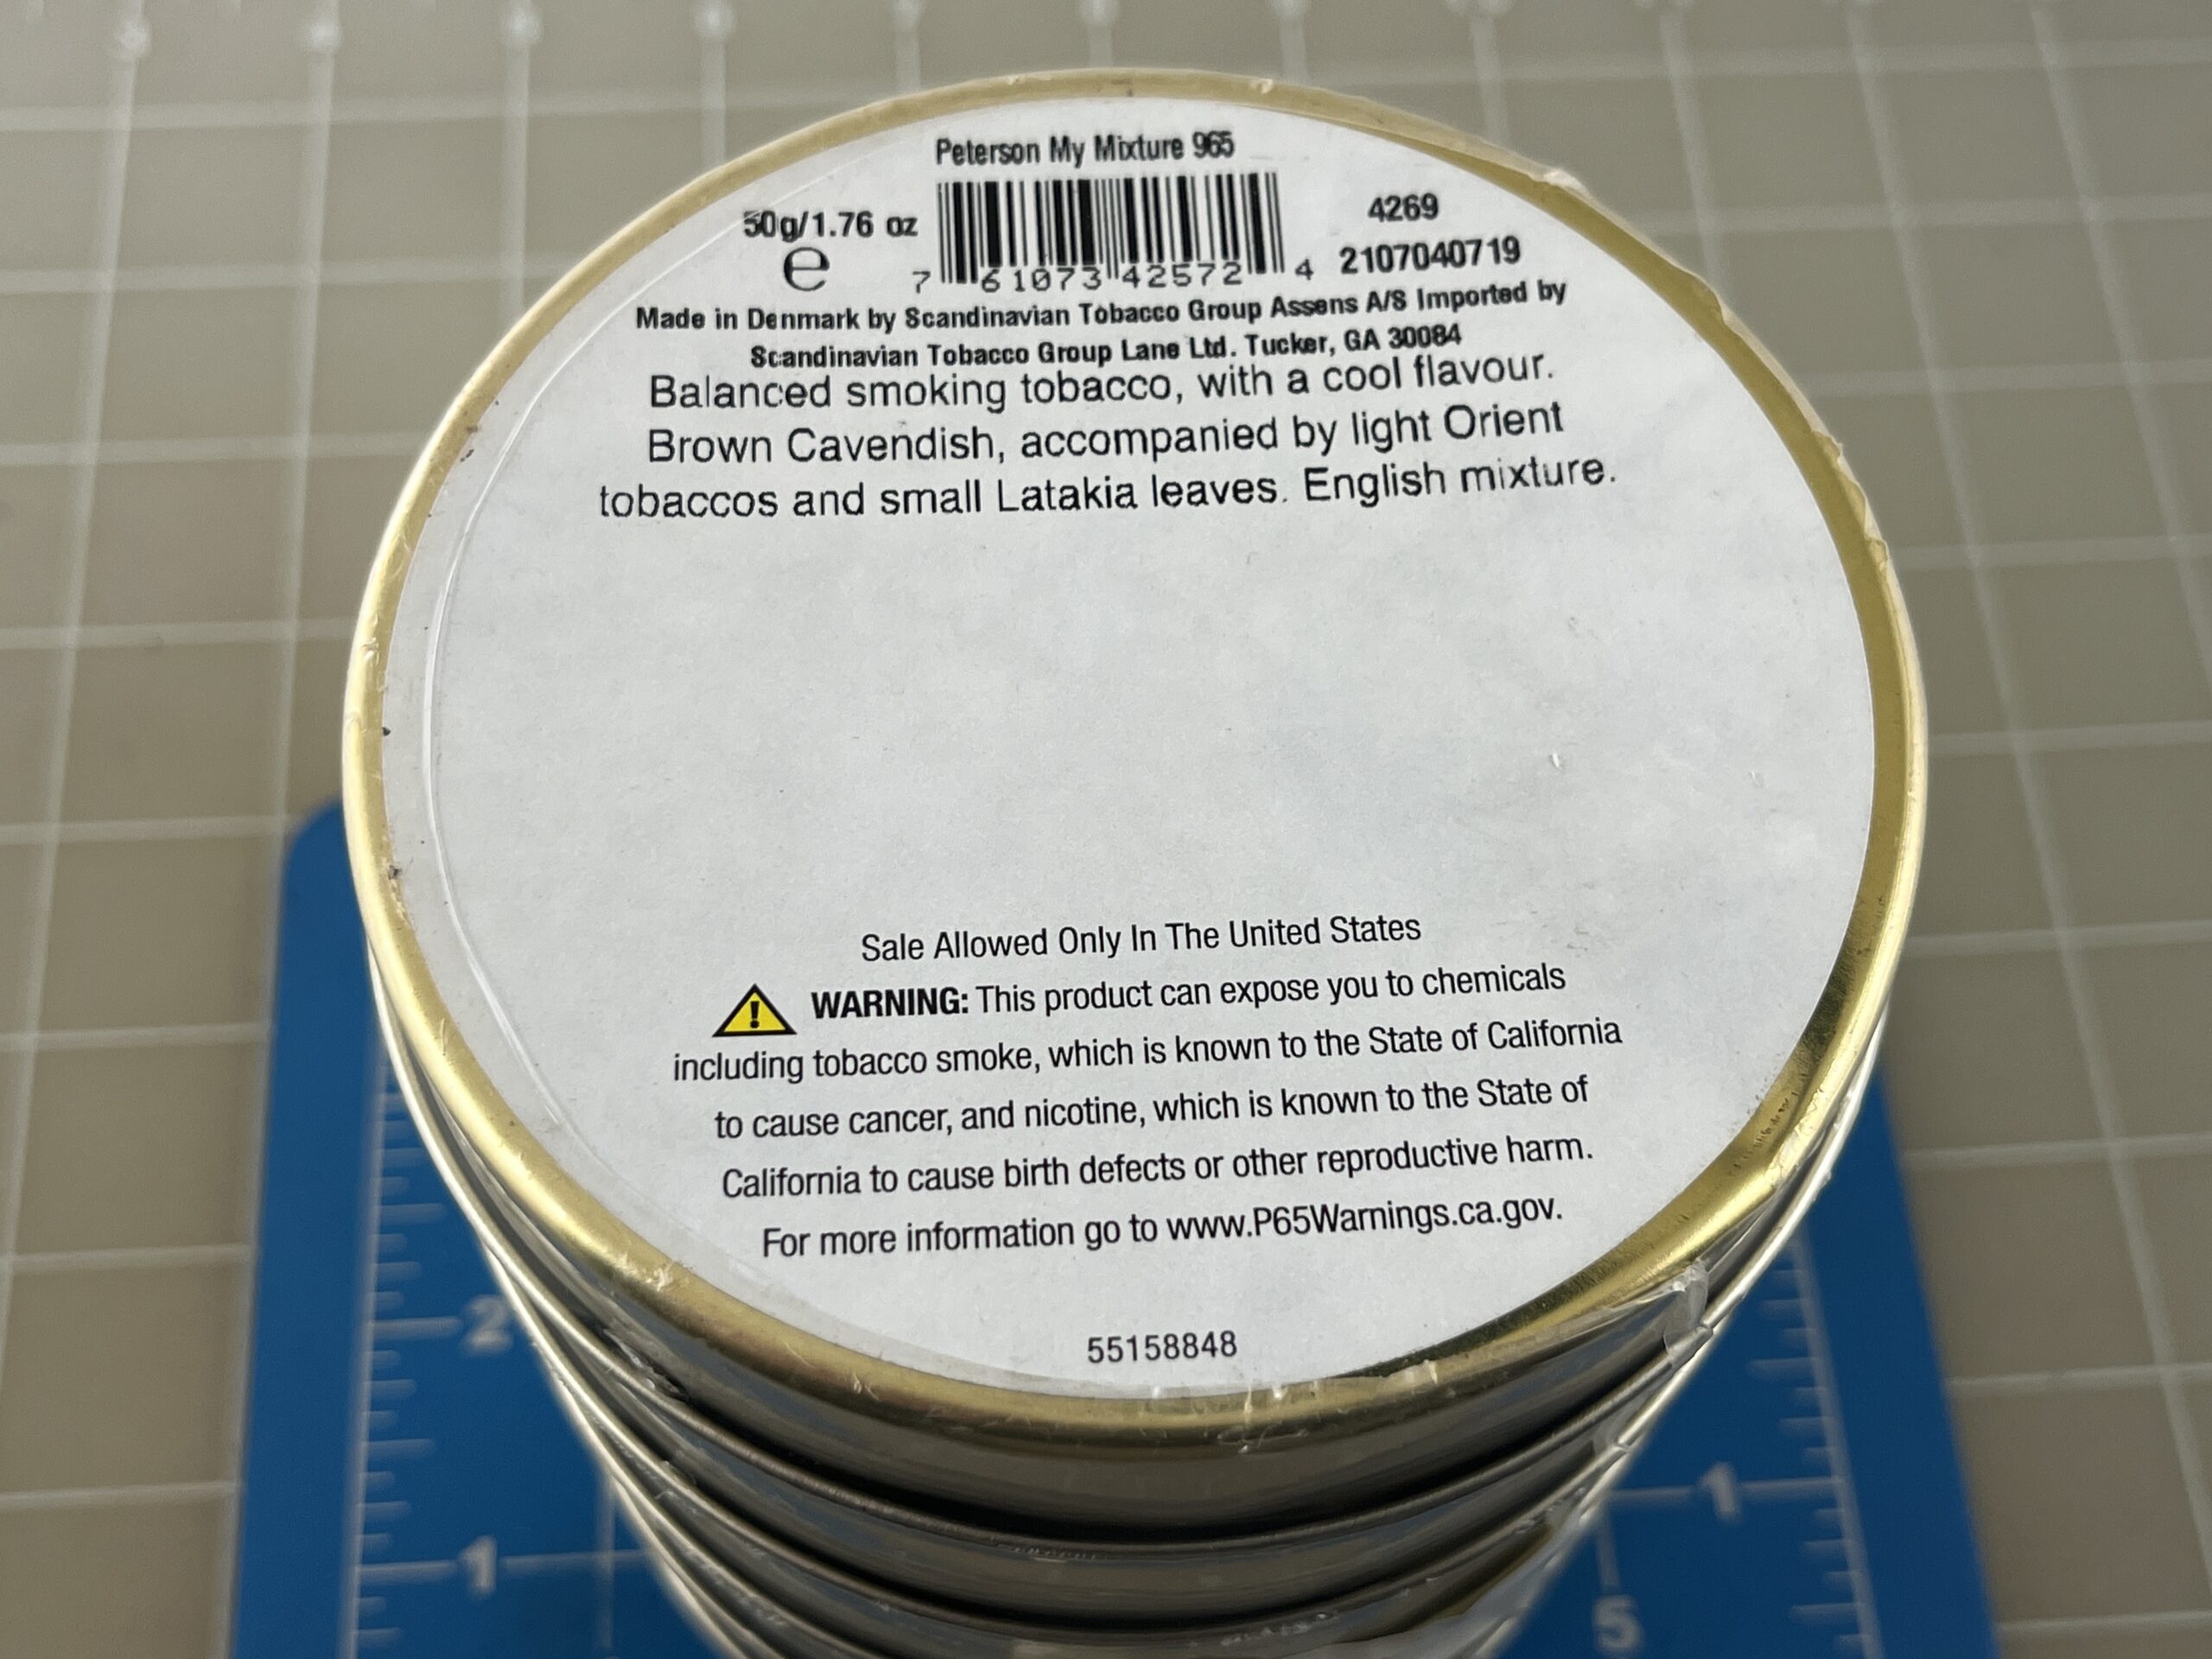 Peterson My Mixture 965
50g/1.76 oz
e
7 61073 42572 4
4269
2107040719
Made in Denmark by Scandinavian Tobacco Group Assens A/S Imported by
Scandinavian Tobacco Group Lane Ltd. Tucker, GA 30084
Balanced smoking tobacco, with a cool flavour.
Brown Cavendish, accompanied by light Orient
tobaccos and small Latakia leaves. English mixture.
Sale Allowed Only In The United States
WARNING: This product can expose you to chemicals
including tobacco smoke, which is known to the State of California
to cause cancer, and nicotine, which is known to the State of
California to cause birth defects or other reproductive harm.
For more information go to www.P65Warnings.ca.gov.
55158848
2
1
1
5